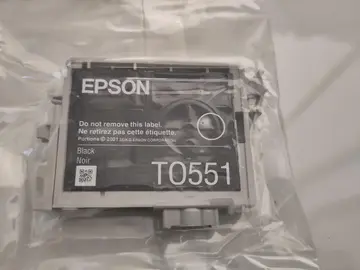 EPSON
Do not remove this label.
Ne retirez pas cette étiquette.
Black
Noir
T0551